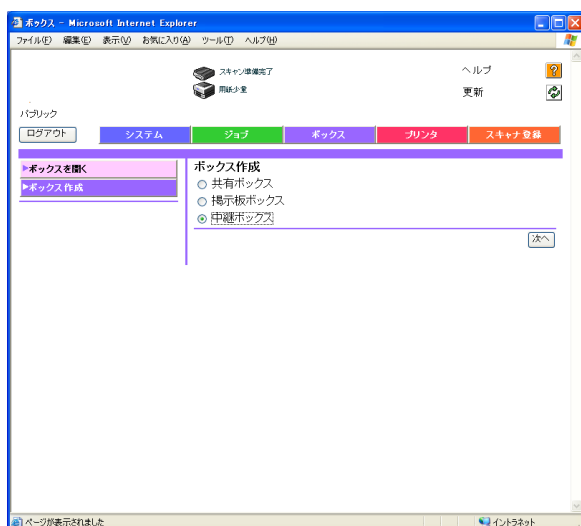 ボックス - Microsoft Internet Explorer
ファイル(F) 編集(E) 表示(V) お気に入り(A) ツール(T) ヘルプ(H)
スキャン準備完了
ヘルプ
?
用紙少量
更新
パブリック
ログアウト システム ジョブ ボックス プリンタ スキャナ登録
ボックスを開く
ボックス作成
ボックス作成
共有ボックス
掲示板ボックス
中継ボックス
次へ
ページが表示されました イントラネット